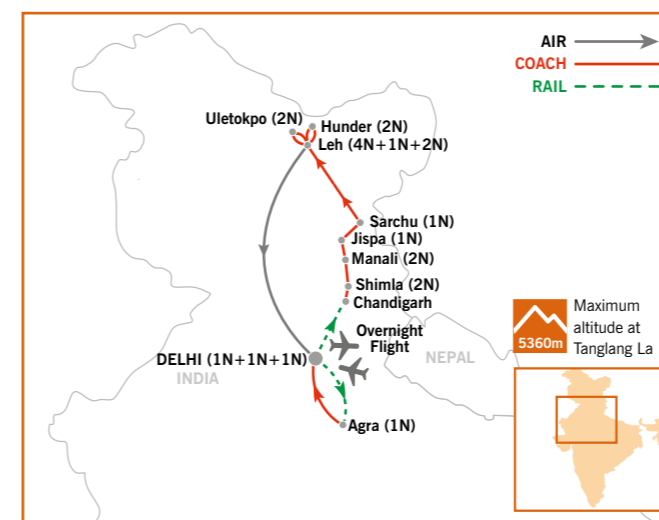 AIR
COACH
RAIL
Uletokpo (2N)
Hunder (2N)
Leh (4N+1N+2N)
Sarchu (1N)
Jispa (1N)
Manali (2N)
Shimla (2N)
Chandigarh
Overnight
Flight
DELHI (1N+1N+1N)
INDIA
NEPAL
Agra (1N)
5360m
Maximum
altitude at
Tanglang La